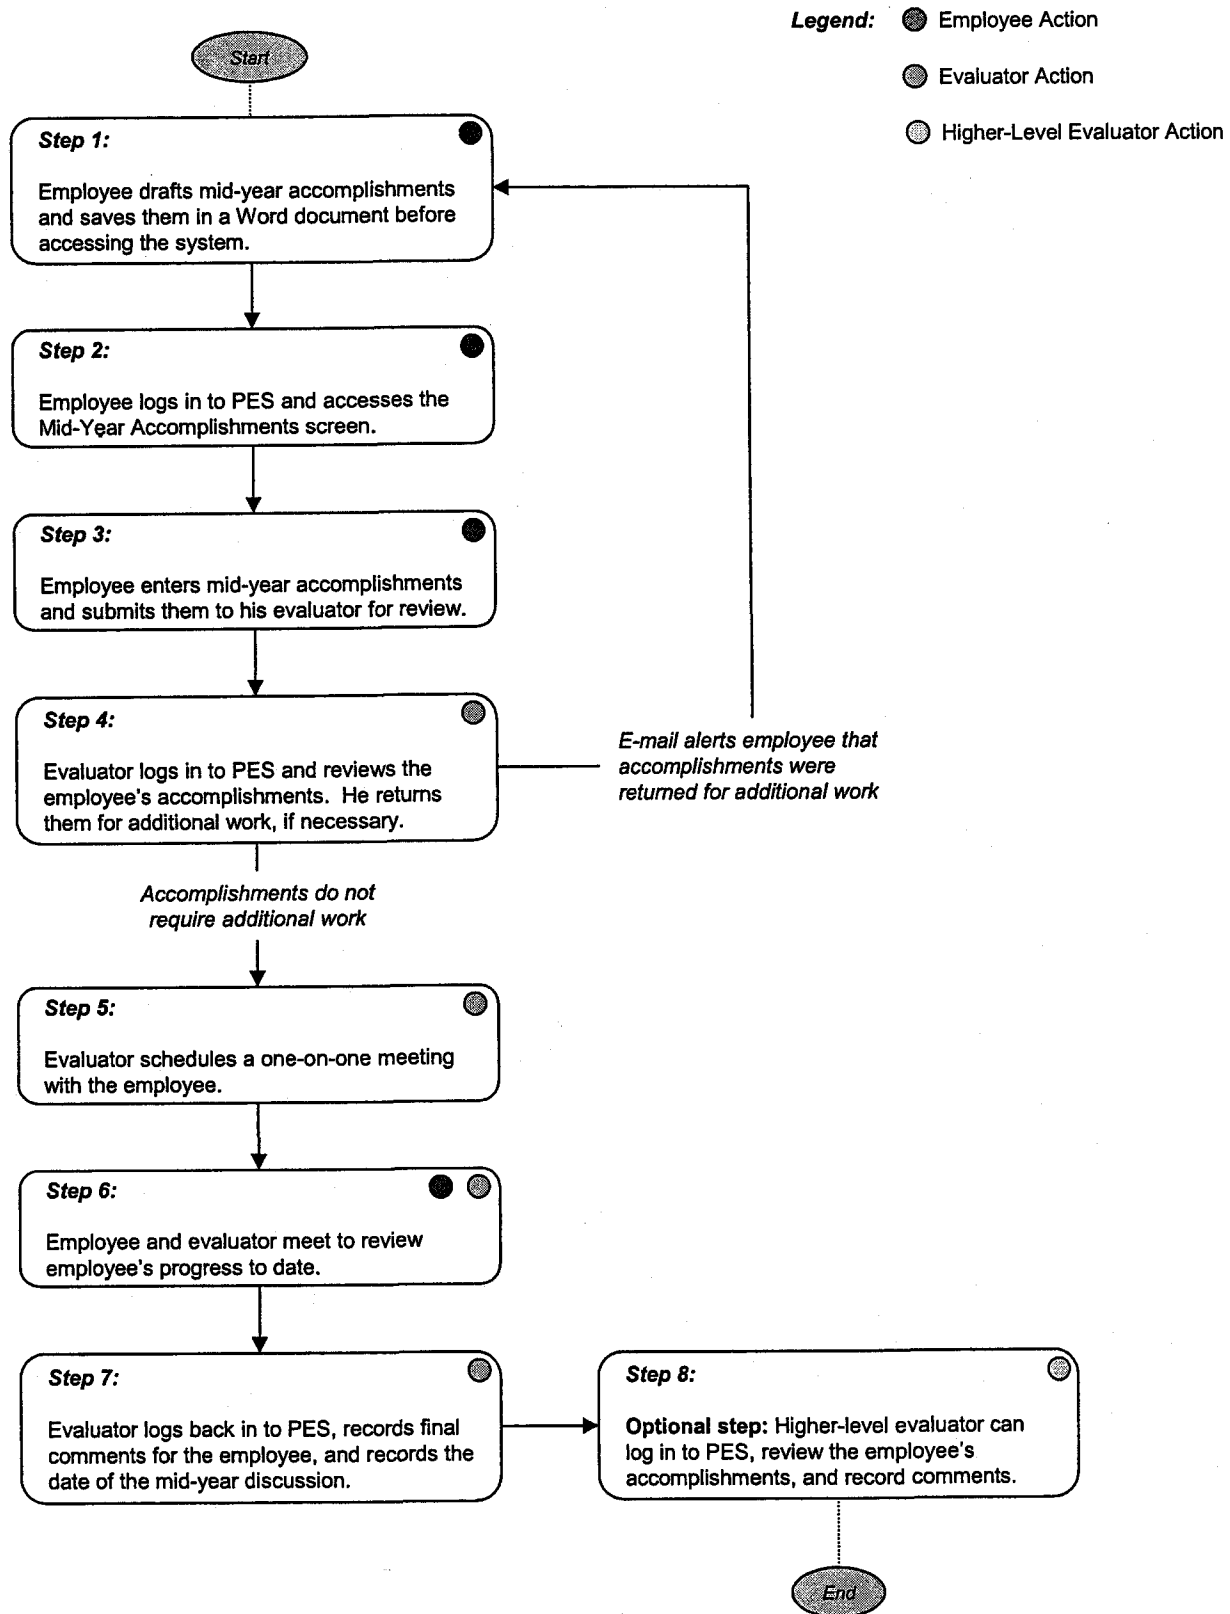 Legend:
Employee Action
Evaluator Action
Higher-Level Evaluator Action
Start
Step 1:
Employee drafts mid-year accomplishments
and saves them in a Word document before
accessing the system.
Step 2:
Employee logs in to PES and accesses the
Mid-Year Accomplishments screen.
Step 3:
Employee enters mid-year accomplishments
and submits them to his evaluator for review.
Step 4:
Evaluator logs in to PES and reviews the
employee's accomplishments. He returns
them for additional work, if necessary.
E-mail alerts employee that
accomplishments were
returned for additional work
Accomplishments do not
require additional work
Step 5:
Evaluator schedules a one-on-one meeting
with the employee.
Step 6:
Employee and evaluator meet to review
employee's progress to date.
Step 7:
Evaluator logs back in to PES, records final
comments for the employee, and records the
date of the mid-year discussion.
Step 8:
Optional step: Higher-level evaluator can
log in to PES, review the employee's
accomplishments, and record comments.
End